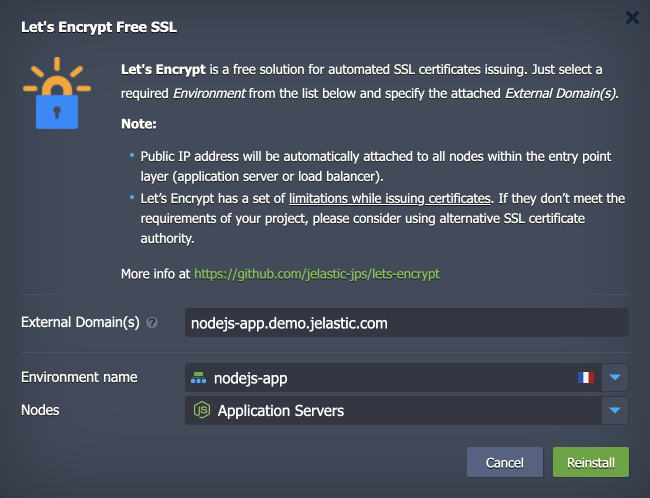 Let's Encrypt Free SSL
Let's Encrypt is a free solution for automated SSL certificates issuing. Just select a
required Environment from the list below and specify the attached External Domain(s).
Note:
Public IP address will be automatically attached to all nodes within the entry point
layer (application server or load balancer).
Let's Encrypt has a set of limitations while issuing certificates. If they don't meet the
requirements of your project, please consider using alternative SSL certificate
authority.
More info at https://github.com/jelastic-jps/lets-encrypt
External Domain(s) ?
nodejs-app.demo.jelastic.com
Environment name
nodejs-app
Nodes
JS Application Servers
Cancel
Reinstall